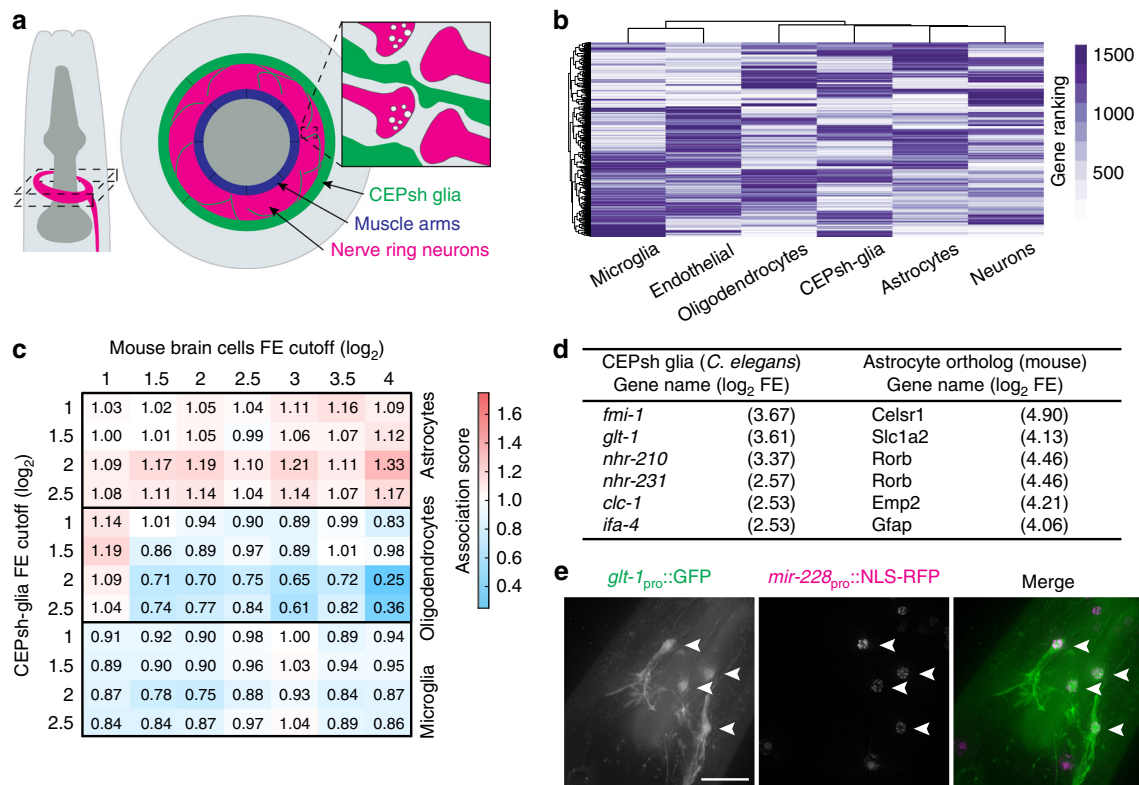 a
CEPsh glia
Muscle arms
Nerve ring neurons
b
1500
1000
500
Gene ranking
Microglia
Endothelial
Oligodendrocytes
CEPsh-glia
Astrocytes
Neurons
c
Mouse brain cells FE cutoff (log2)
1 1.5 2 2.5 3 3.5 4
CEPsh-glia FE cutoff (log2)
1 1.03 1.02 1.05 1.04 1.11 1.16 1.09
1.5 1.00 1.01 1.05 0.99 1.06 1.07 1.12
2 1.09 1.17 1.19 1.10 1.21 1.11 1.33
2.5 1.08 1.11 1.14 1.04 1.14 1.07 1.17
Astrocytes
1 1.14 1.01 0.94 0.90 0.89 0.99 0.83
1.5 1.19 0.86 0.89 0.97 0.89 1.01 0.98
2 1.09 0.71 0.70 0.75 0.65 0.72 0.25
2.5 1.04 0.74 0.77 0.84 0.61 0.82 0.36
Oligodendrocytes
1 0.91 0.92 0.90 0.98 1.00 0.89 0.94
1.5 0.89 0.90 0.90 0.96 1.03 0.94 0.95
2 0.87 0.78 0.75 0.88 0.93 0.84 0.87
2.5 0.84 0.84 0.87 0.97 1.04 0.89 0.86
Microglia
Association score
1.6
1.4
1.2
1.0
0.8
0.6
0.4
d
CEPsh glia (C. elegans) Astrocyte ortholog (mouse)
Gene name (log2 FE) Gene name (log2 FE)
fmi-1 (3.67) Celsr1 (4.90)
glt-1 (3.61) Slc1a2 (4.13)
nhr-210 (3.37) Rorb (4.46)
nhr-231 (2.57) Rorb (4.46)
clc-1 (2.53) Emp2 (4.21)
ifa-4 (2.53) Gfap (4.06)
e
glt-1pro::GFP mir-228pro::NLS-RFP Merge